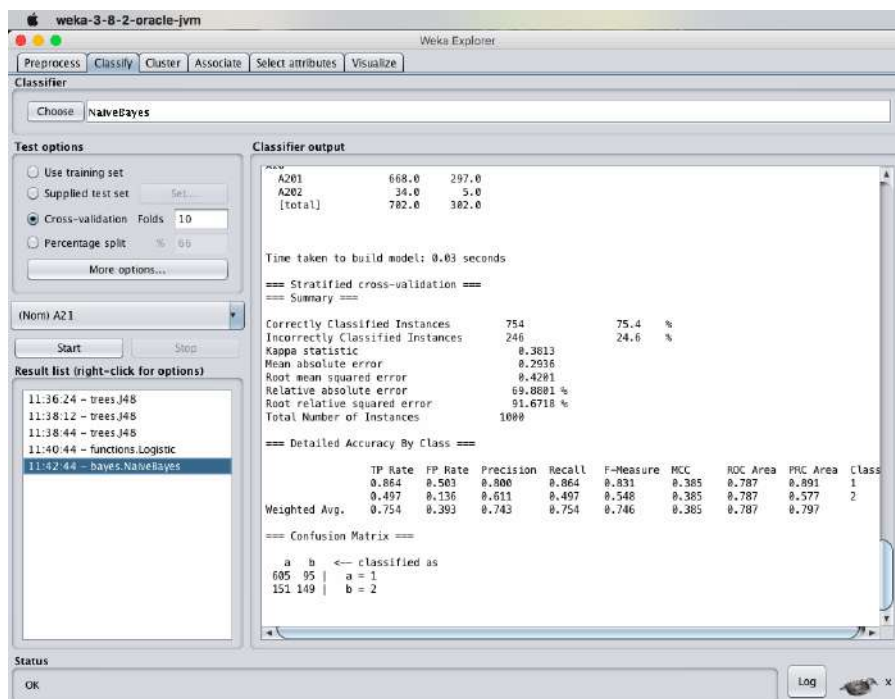 weka-3-8-2-oracle-jvm
Weka Explorer
Preprocess Classify Cluster Associate Select attributes Visualize
Classifier
Choose NaiveBayes
Test options
Use training set
Supplied test set Set...
Cross-validation Folds 10
Percentage split % 66
More options...
(Nom) A21
Start Stop
Result list (right-click for options)
11:36:24 - trees.J48
11:38:12 - trees.J48
11:38:44 - trees.J48
11:40:44 - functions.Logistic
11:42:44 - bayes.NaiveBayes
Classifier output
A201 668.0 297.0
A202 34.0 5.0
[total] 702.0 302.0
Time taken to build model: 0.03 seconds
=== Stratified cross-validation ===
=== Summary ===
Correctly Classified Instances 754 75.4 %
Incorrectly Classified Instances 246 24.6 %
Kappa statistic 0.3813
Mean absolute error 0.2936
Root mean squared error 0.4201
Relative absolute error 69.8801 %
Root relative squared error 91.6718 %
Total Number of Instances 1000
=== Detailed Accuracy By Class ===
TP Rate FP Rate Precision Recall F-Measure MCC ROC Area PRC Area Class
0.864 0.503 0.800 0.864 0.831 0.385 0.787 0.891 1
0.497 0.136 0.611 0.497 0.548 0.385 0.787 0.577 2
Weighted Avg. 0.754 0.393 0.743 0.754 0.746 0.385 0.787 0.797
=== Confusion Matrix ===
a b <-- classified as
605 95 | a = 1
151 149 | b = 2
Status
OK
Log
x